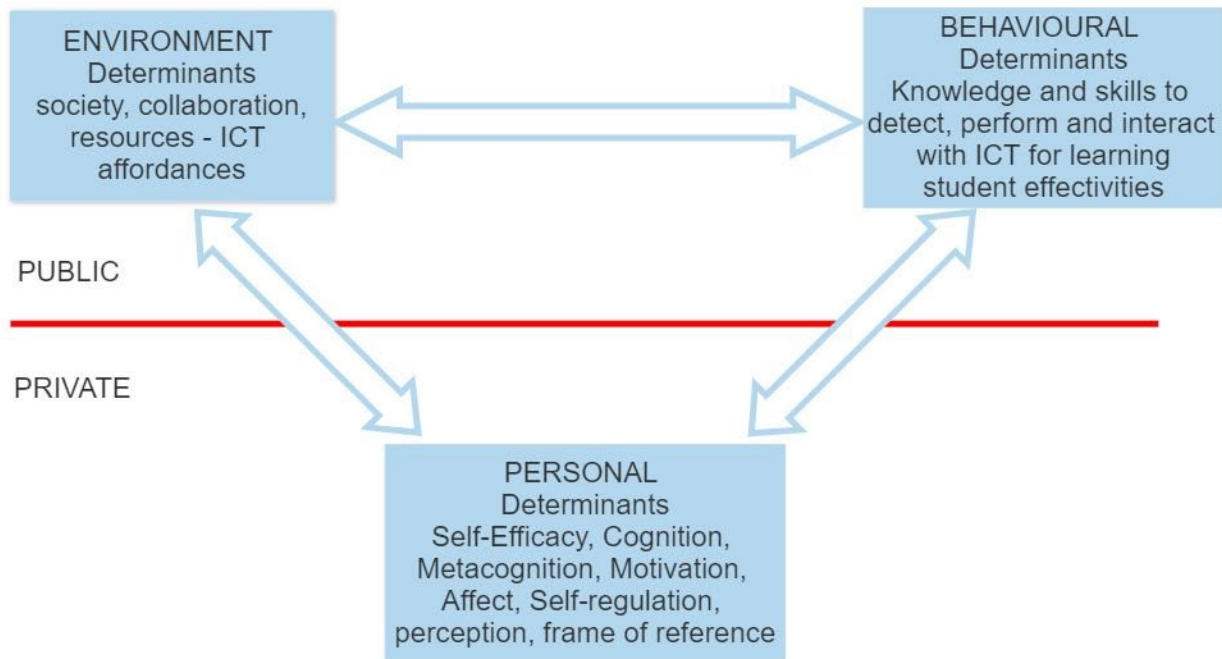 ENVIRONMENT
Determinants
society, collaboration,
resources - ICT
affordances
BEHAVIOURAL
Determinants
Knowledge and skills to
detect, perform and interact
with ICT for learning
student effectivities
PUBLIC
PRIVATE
PERSONAL
Determinants
Self-Efficacy, Cognition,
Metacognition, Motivation,
Affect, Self-regulation,
perception, frame of reference